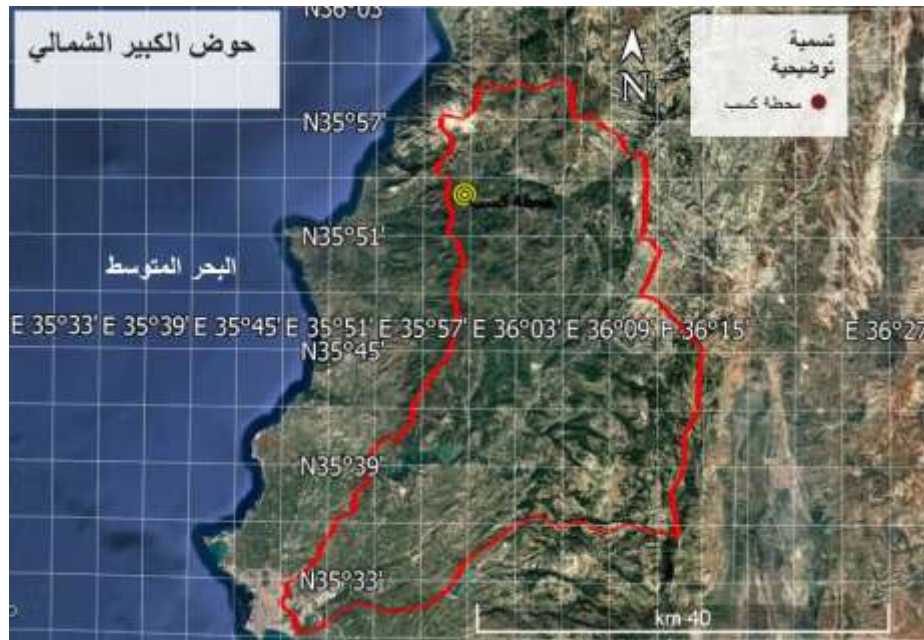 N36°03'
حوض الكبير الشمالي
تسمية
توضيحية
محطة كسب
N
N35°57'
محطة كسب
N35°51'
البحر المتوسط
E 35°33' E 35°39' E 35°45' E 35°51' E 35°57' E 36°03' E 36°09' E 36°15' E 36°27
N35°45'
N35°39'
N35°33'
km 40